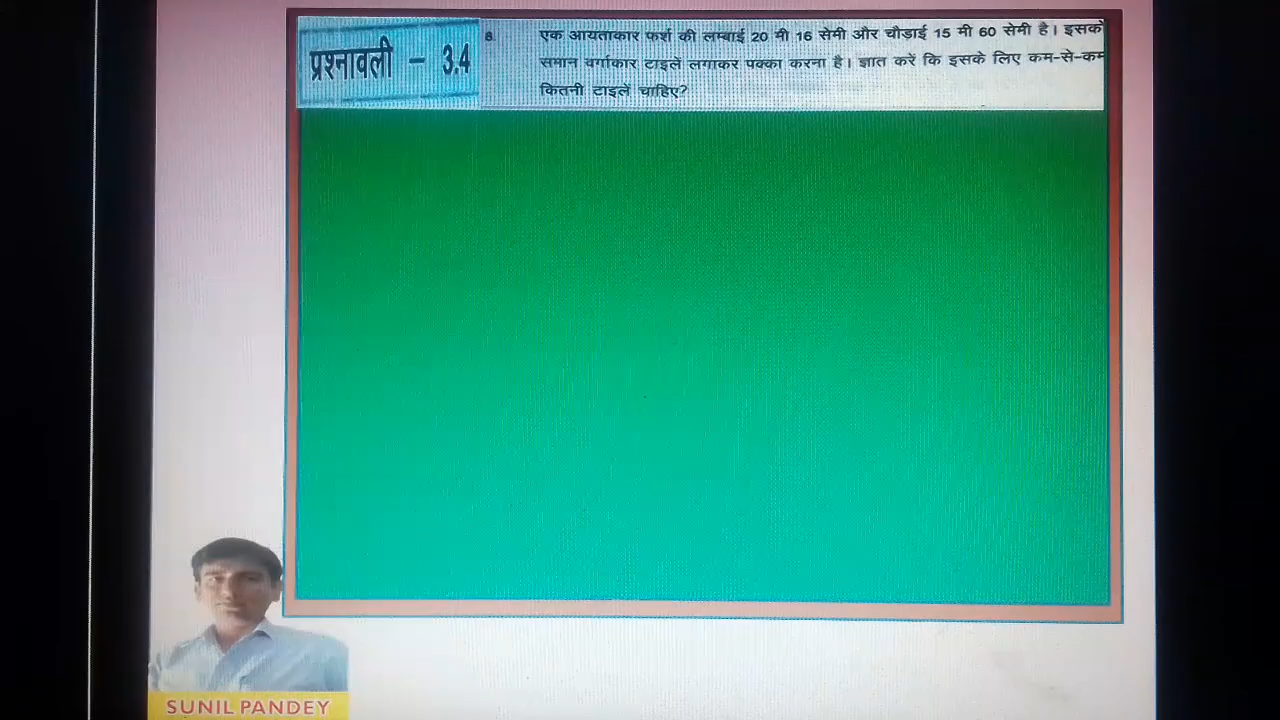 प्रश्नावली – 3.4
8. एक आयताकार फर्श की लम्बाई 20 मी 16 सेमी और चौड़ाई 15 मी 60 सेमी है। इसको
समान वर्गाकार टाइलें लगाकर पक्का करना है। ज्ञात करें कि इसके लिए कम-से-कम
कितनी टाइलें चाहिए?
SUNIL PANDEY